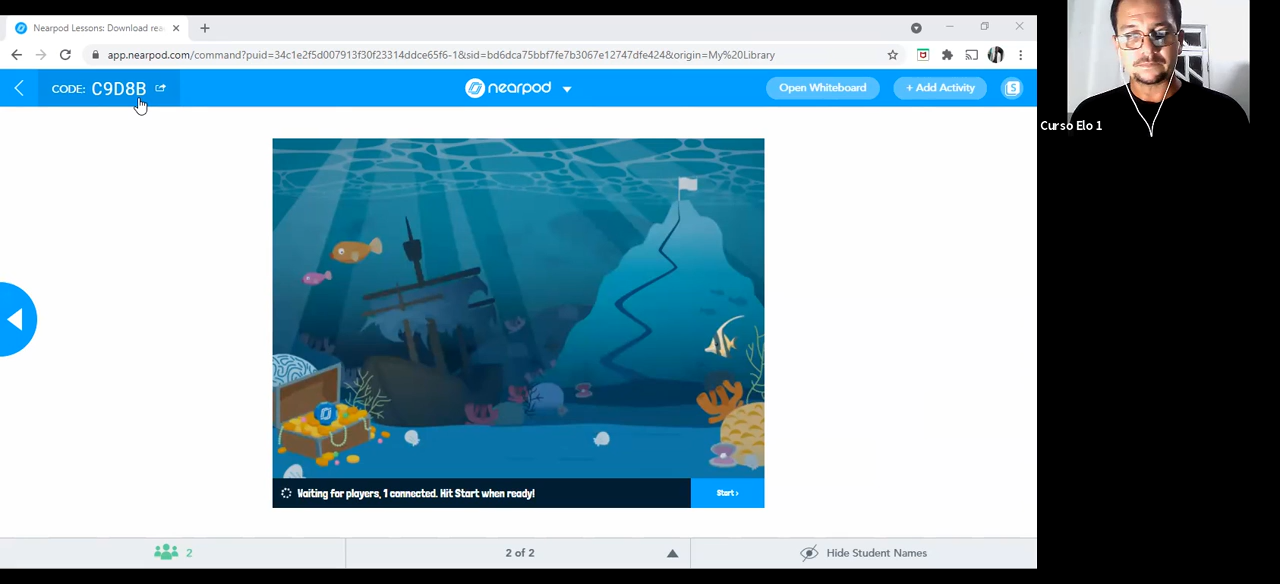 Nearpod Lessons: Download rea
app.nearpod.com/command?puid=34c1e2f5d007913f30f23314ddce65f6-1&sid=bd6dca75bbf7fe7b3067e12747dfe424&origin=My%20Library
CODE: C9D8B
nearpod
Open Whiteboard
+ Add Activity
S
Curso Elo 1
Waiting for players, 1 connected. Hit Start when ready!
Start ›
2
2 of 2
Hide Student Names